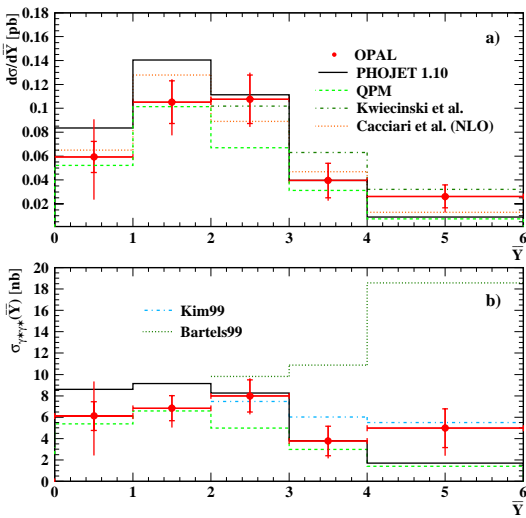 dσ/dY̅ [pb]
a)
0.18
0.16
0.14
0.12
0.1
0.08
0.06
0.04
0.02
OPAL
PHOJET 1.10
QPM
Kwiecinski et al.
Cacciari et al. (NLO)
0 1 2 3 4 5 6
Y̅
σγ*γ*(Y̅) [nb]
b)
20
18
16
14
12
10
8
6
4
2
0
Kim99
Bartels99
0 1 2 3 4 5 6
Y̅